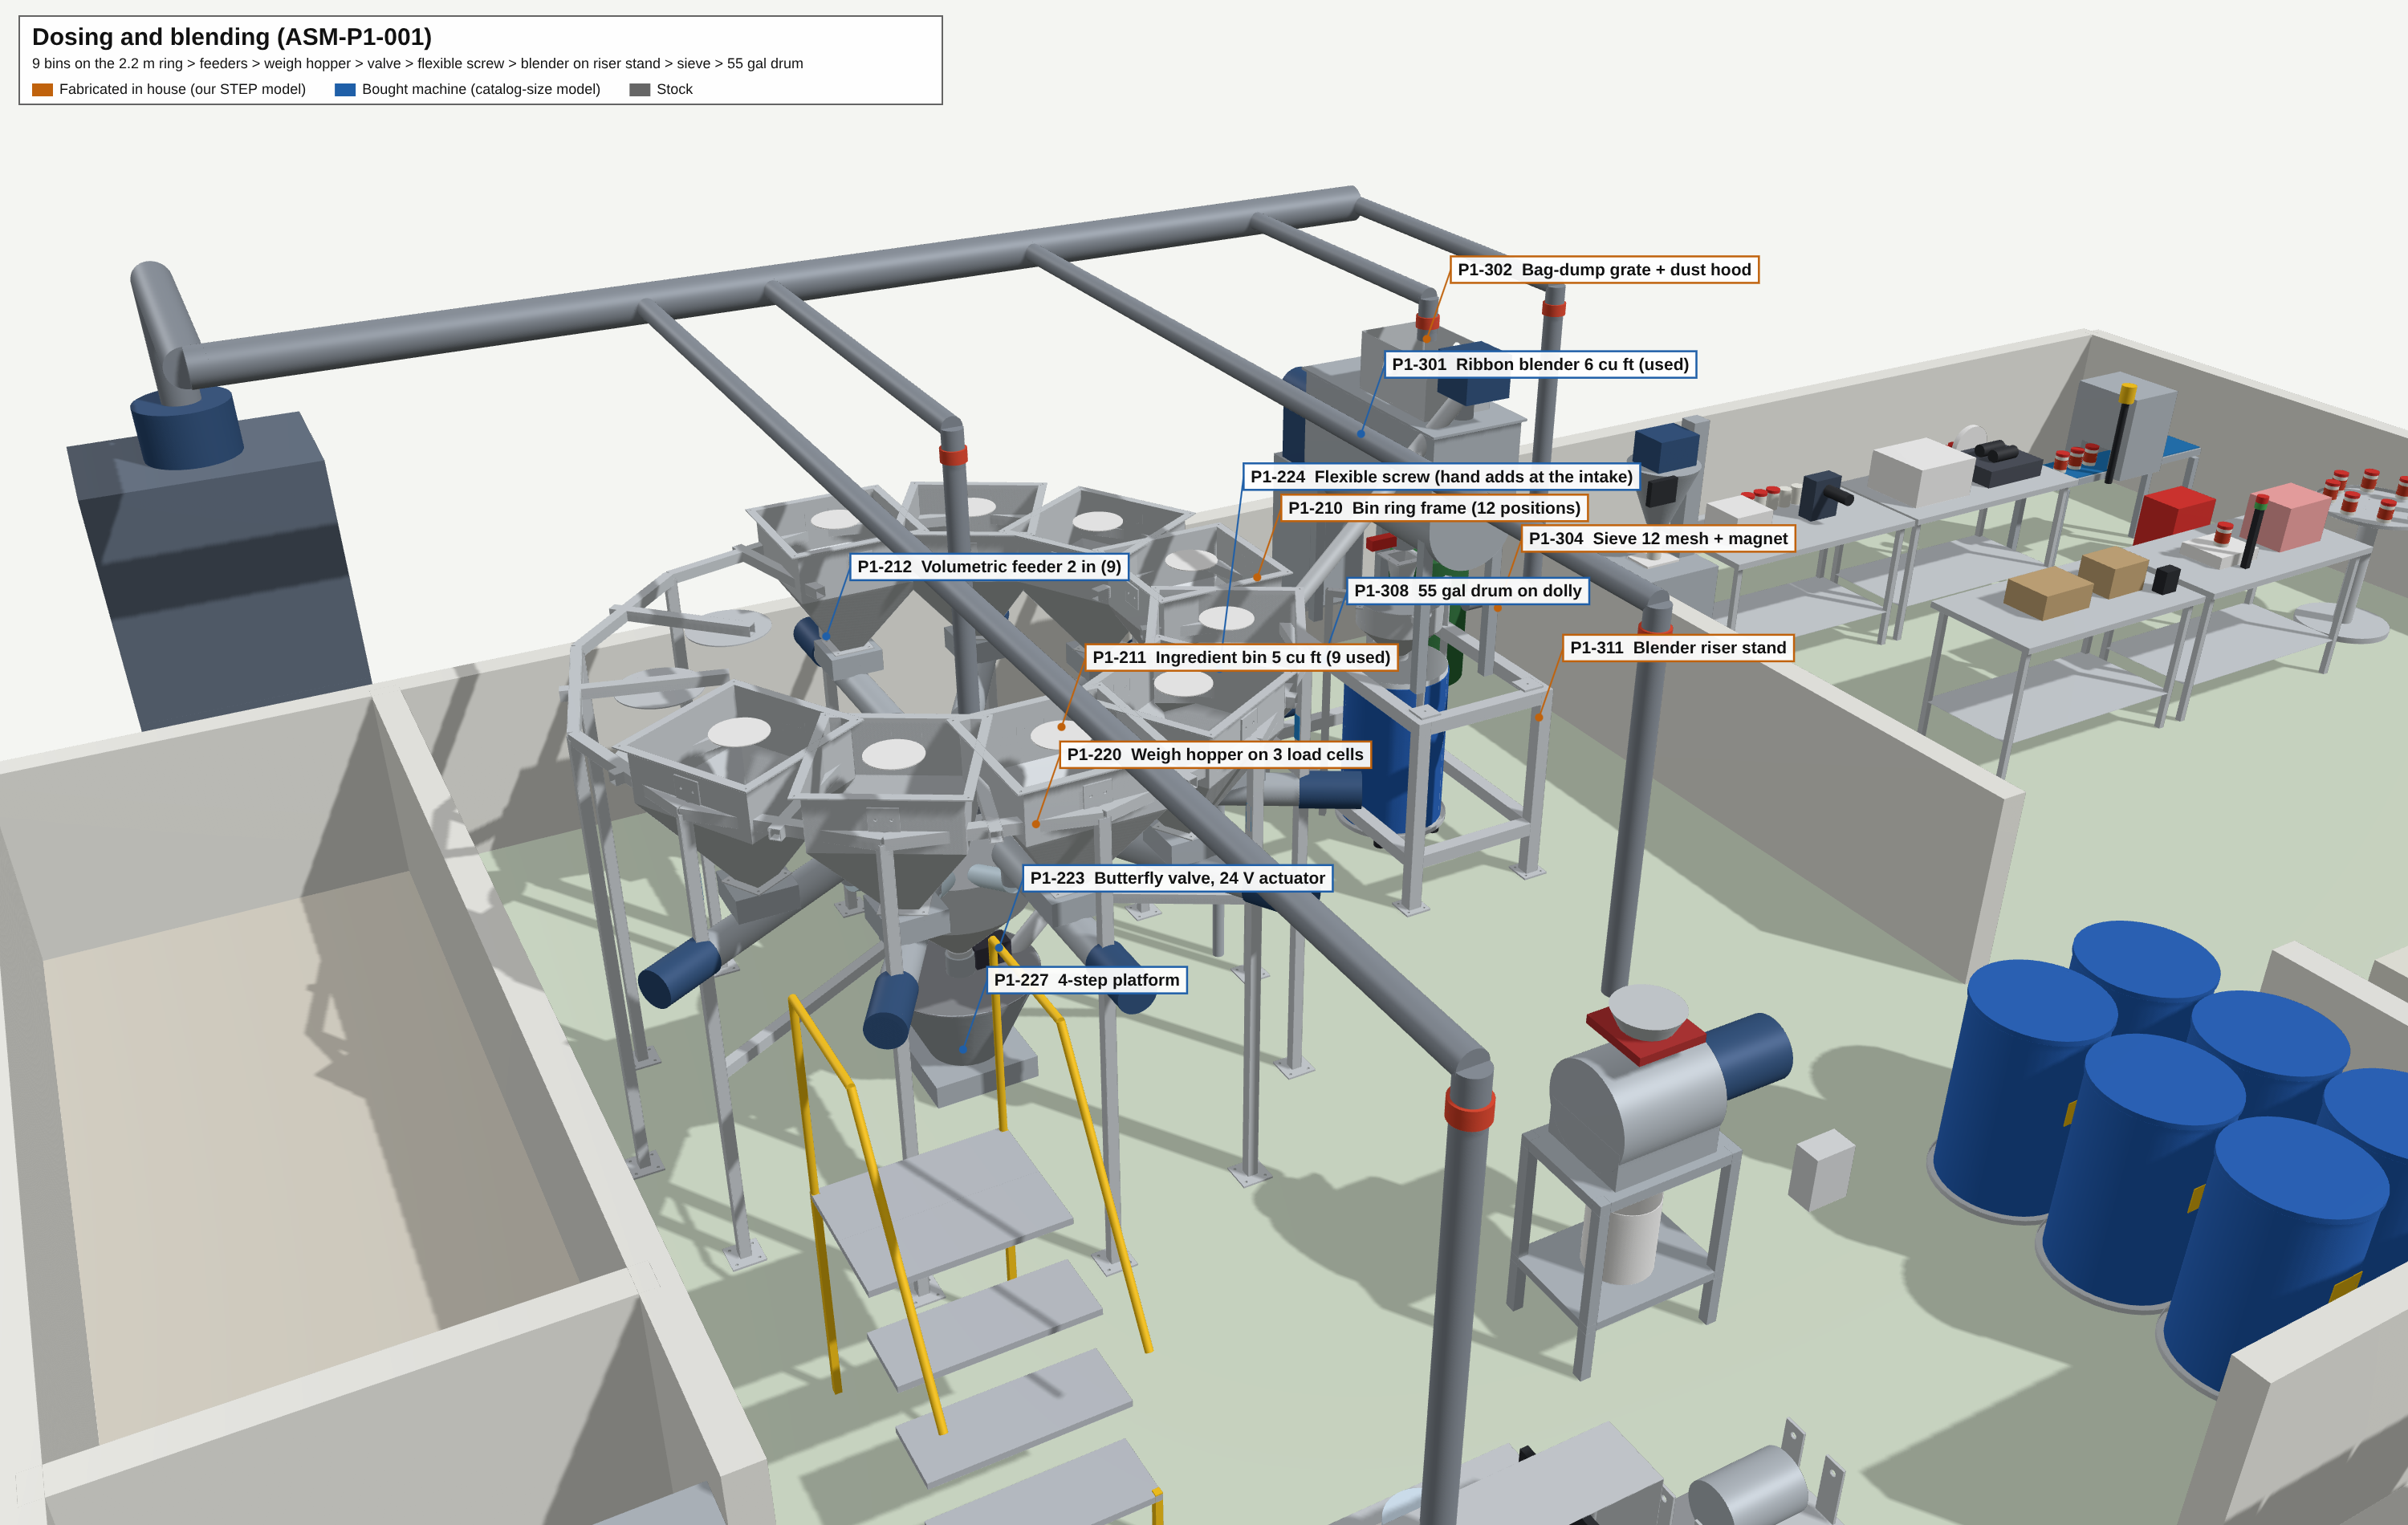 Dosing and blending (ASM-P1-001)
9 bins on the 2.2 m ring > feeders > weigh hopper > valve > flexible screw > blender on riser stand > sieve > 55 gal drum
Fabricated in house (our STEP model)
Bought machine (catalog-size model)
Stock
P1-302 Bag-dump grate + dust hood
P1-301 Ribbon blender 6 cu ft (used)
P1-224 Flexible screw (hand adds at the intake)
P1-210 Bin ring frame (12 positions)
P1-304 Sieve 12 mesh + magnet
P1-212 Volumetric feeder 2 in (9)
P1-308 55 gal drum on dolly
P1-311 Blender riser stand
P1-211 Ingredient bin 5 cu ft (9 used)
P1-220 Weigh hopper on 3 load cells
P1-223 Butterfly valve, 24 V actuator
P1-227 4-step platform